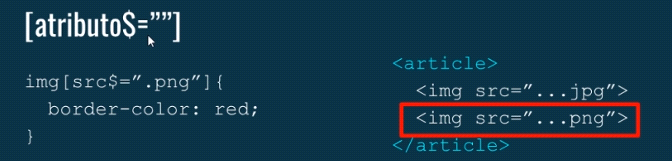 [atributo$=””]
img[src$=”.png”]{
border-color: red;
}
<article>
<img src=”...jpg”>
<img src=”...png”>
</article>